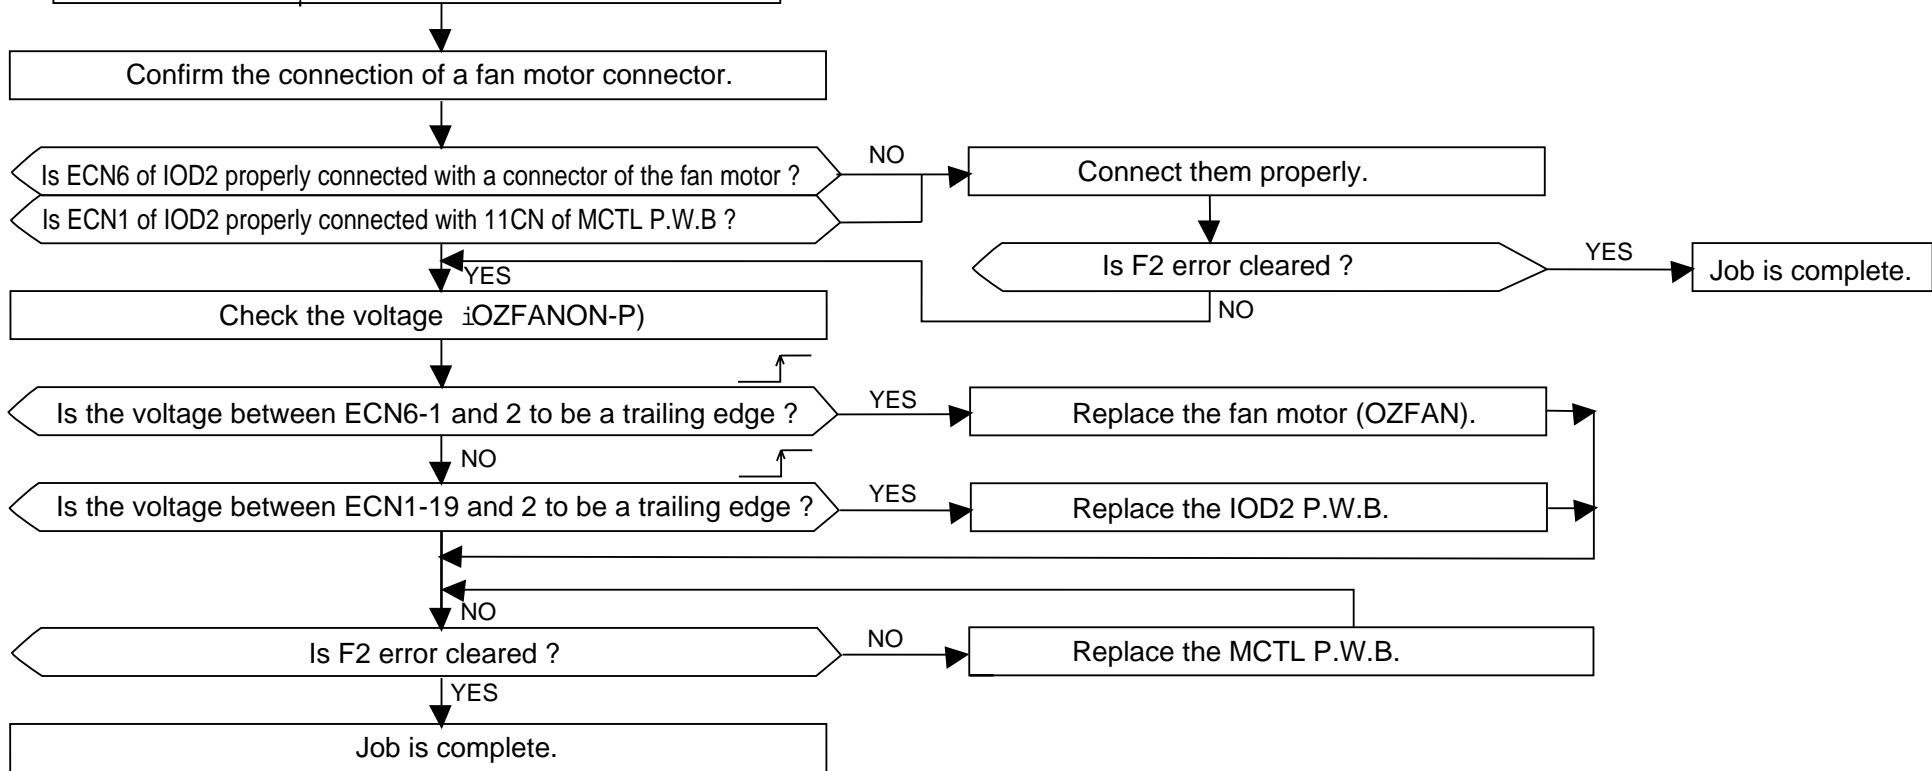 Confirm the connection of a fan motor connector.
Is ECN6 of IOD2 properly connected with a connector of the fan motor ?
NO
Connect them properly.
Is ECN1 of IOD2 properly connected with 11CN of MCTL P.W.B ?
Is F2 error cleared ?
YES
Job is complete.
YES
NO
Check the voltage iOZFANON-P)
Is the voltage between ECN6-1 and 2 to be a trailing edge ?
YES
Replace the fan motor (OZFAN).
NO
Is the voltage between ECN1-19 and 2 to be a trailing edge ?
YES
Replace the IOD2 P.W.B.
NO
Is F2 error cleared ?
NO
Replace the MCTL P.W.B.
YES
Job is complete.